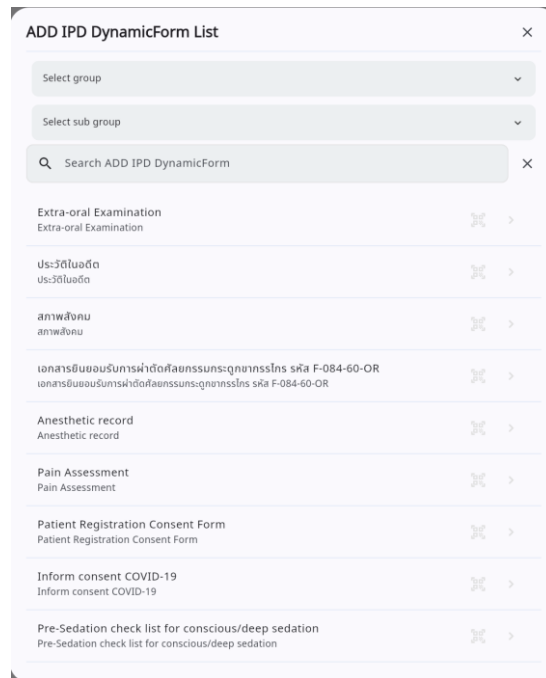 ADD IPD DynamicForm List
Select group
Select sub group
Search ADD IPD DynamicForm
Extra-oral Examination
Extra-oral Examination
ประวัติในอดีต
ประวัติในอดีต
สภาพสังคม
สภาพสังคม
เอกสารยินยอมรับการผ่าตัดศัลยกรรมกระดูกขากรรไกร รหัส F-084-60-OR
เอกสารยินยอมรับการผ่าตัดศัลยกรรมกระดูกขากรรไกร รหัส F-084-60-OR
Anesthetic record
Anesthetic record
Pain Assessment
Pain Assessment
Patient Registration Consent Form
Patient Registration Consent Form
Inform consent COVID-19
Inform consent COVID-19
Pre-Sedation check list for conscious/deep sedation
Pre-Sedation check list for conscious/deep sedation